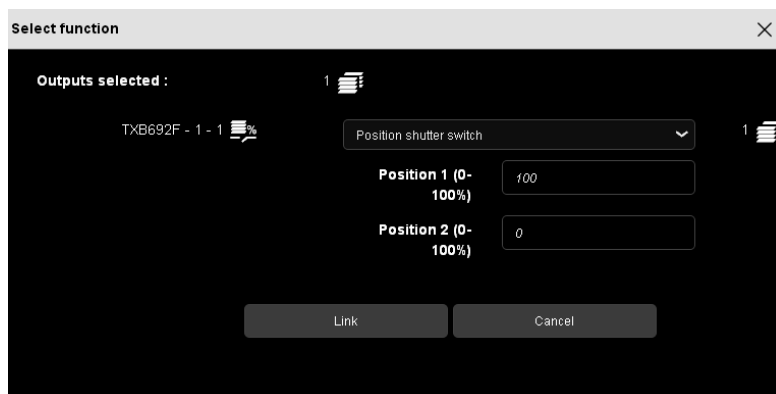 Select function
Outputs selected :
1
TXB692F - 1 - 1
%
Position shutter switch
1
Position 1 (0-
100%)
100
Position 2 (0-
100%)
0
Link
Cancel